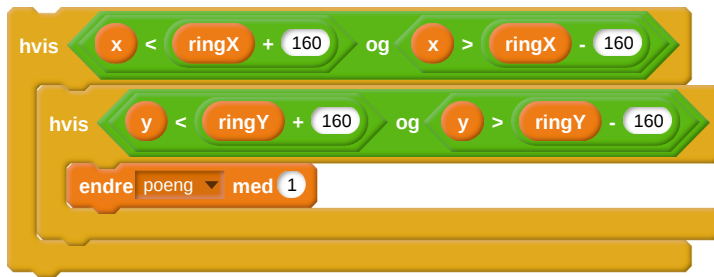 hvis x < ringX + 160 og x > ringX - 160
hvis y < ringY + 160 og y > ringY - 160
endre poeng med 1